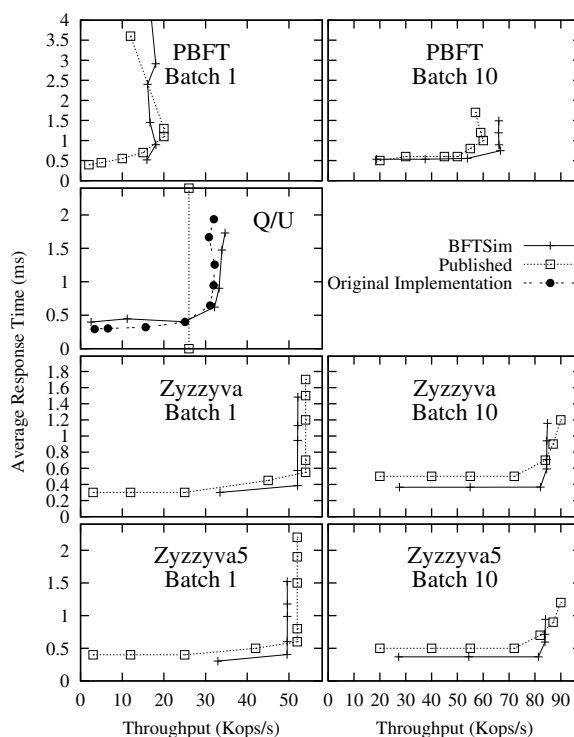 PBFT
Batch 1
4
3.5
3
2.5
2
1.5
1
0.5
0
PBFT
Batch 10
Q/U
2
1.5
1
0.5
0
BFTSim
Published
Original Implementation
Average Response Time (ms)
Zyzzyva
Batch 1
1.8
1.6
1.4
1.2
1
0.8
0.6
0.4
0.2
0
Zyzzyva
Batch 10
Zyzzyva5
Batch 1
2
1.5
1
0.5
0
Zyzzyva5
Batch 10
0 10 20 30 40 50
Throughput (Kops/s)
0 10 20 30 40 50 60 70 80 90
Throughput (Kops/s)